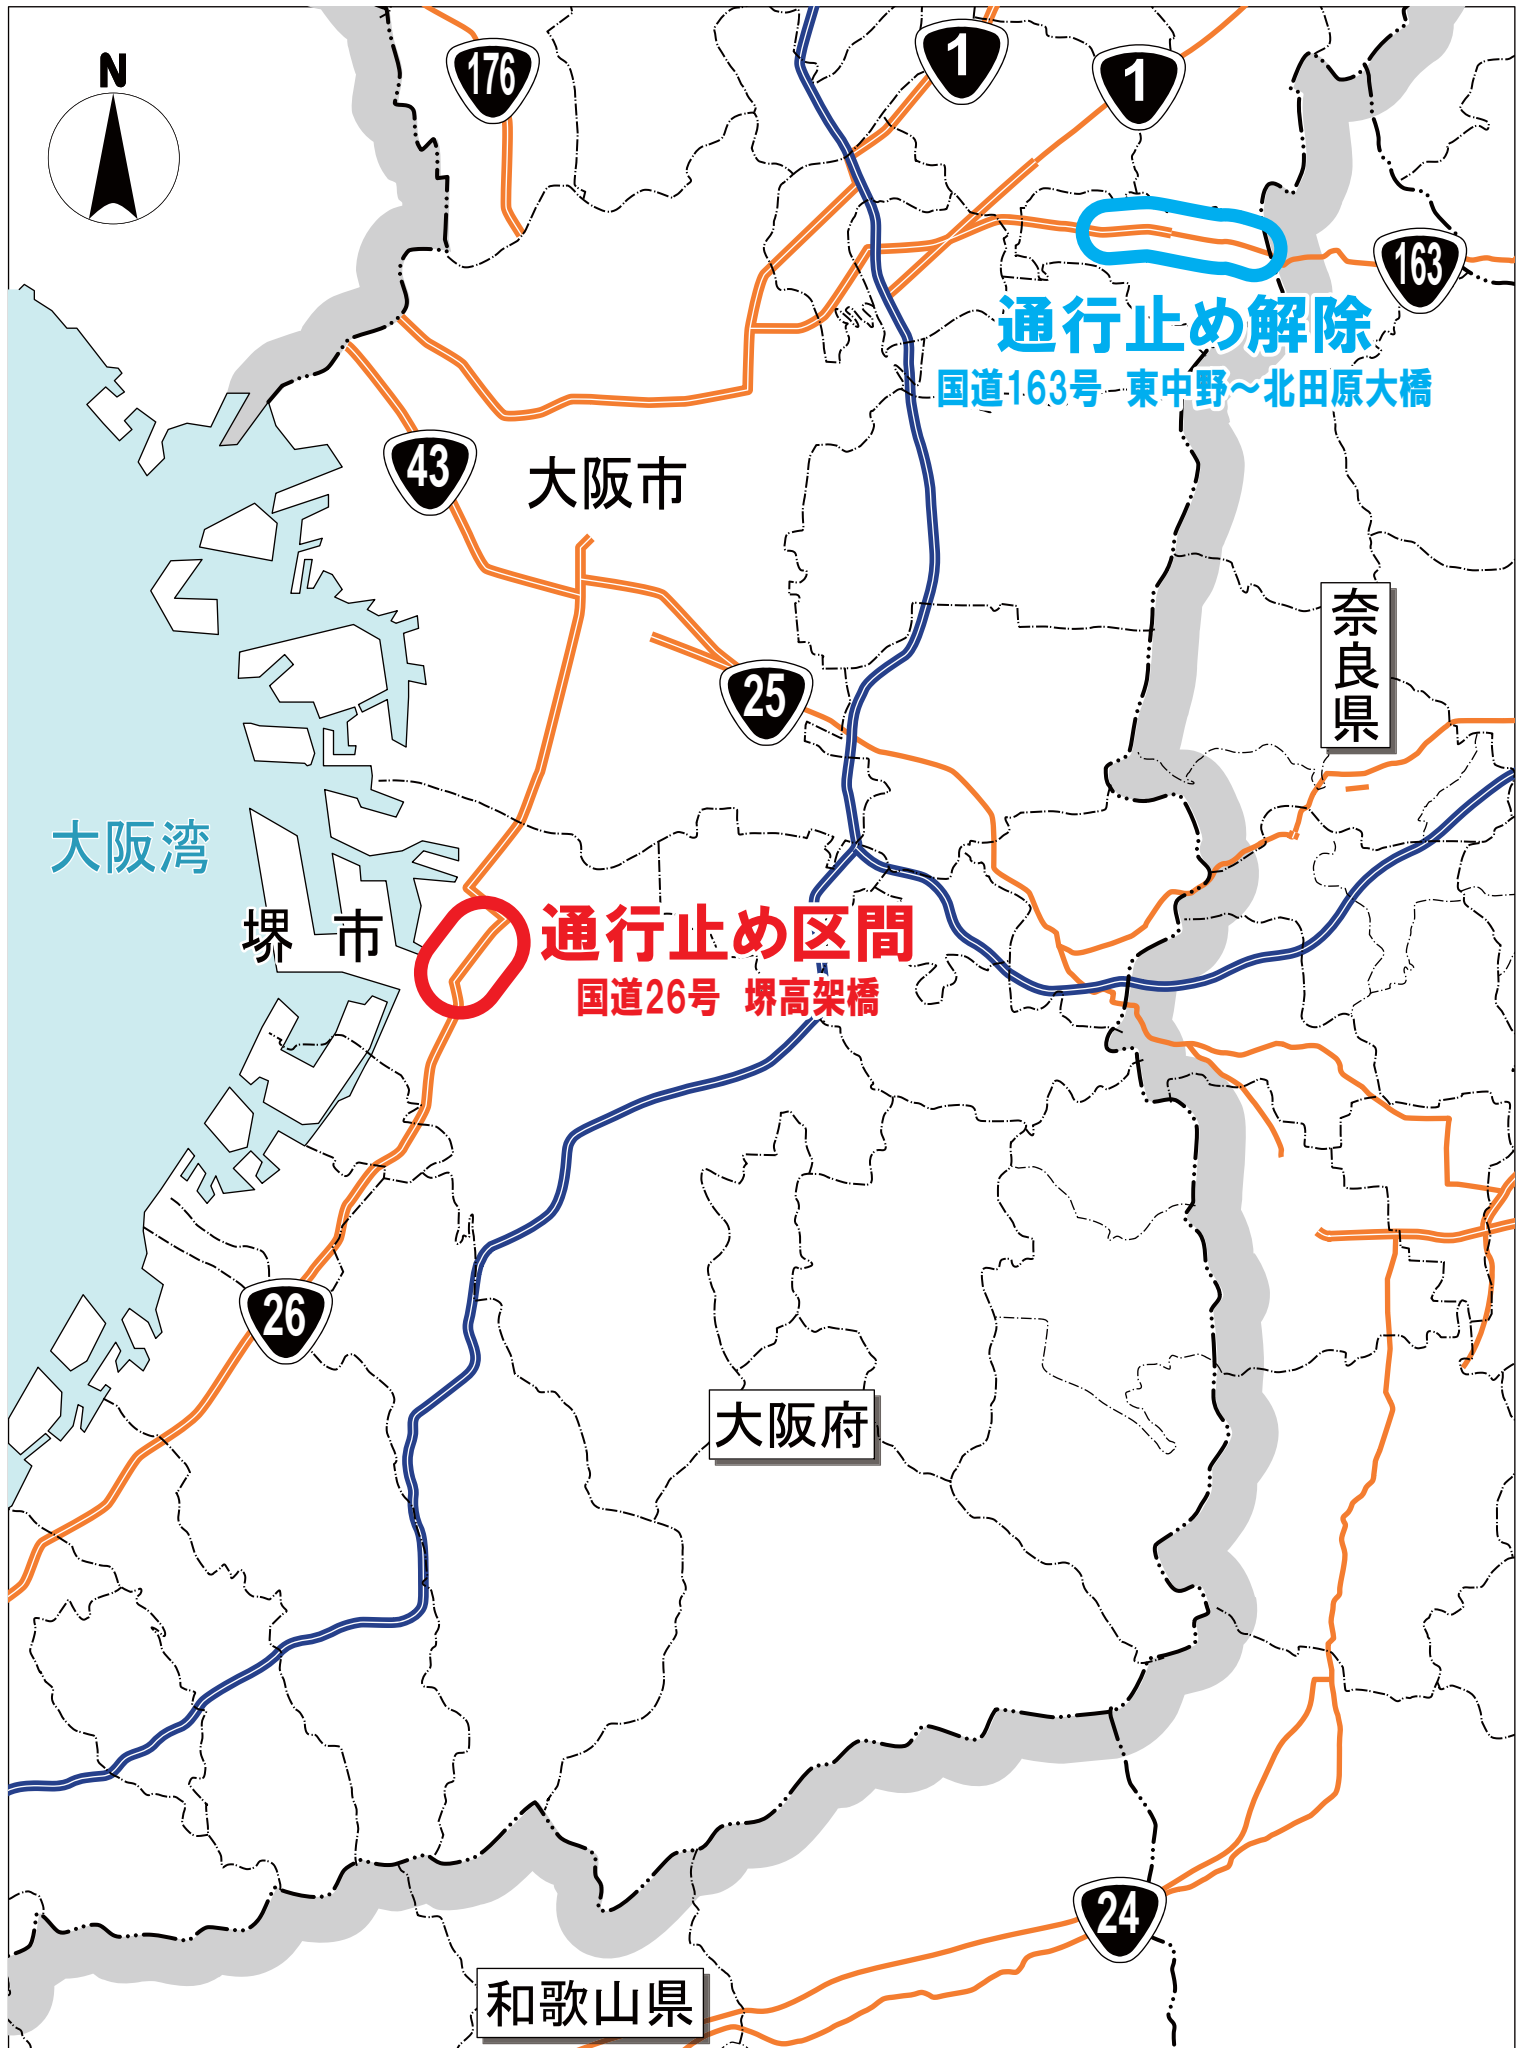 N
176
1
1
163
通行止め解除
国道163号 東中野～北田原大橋
43
大阪市
奈良県
25
大阪湾
堺 市
通行止め区間
国道26号 堺高架橋
26
大阪府
24
和歌山県